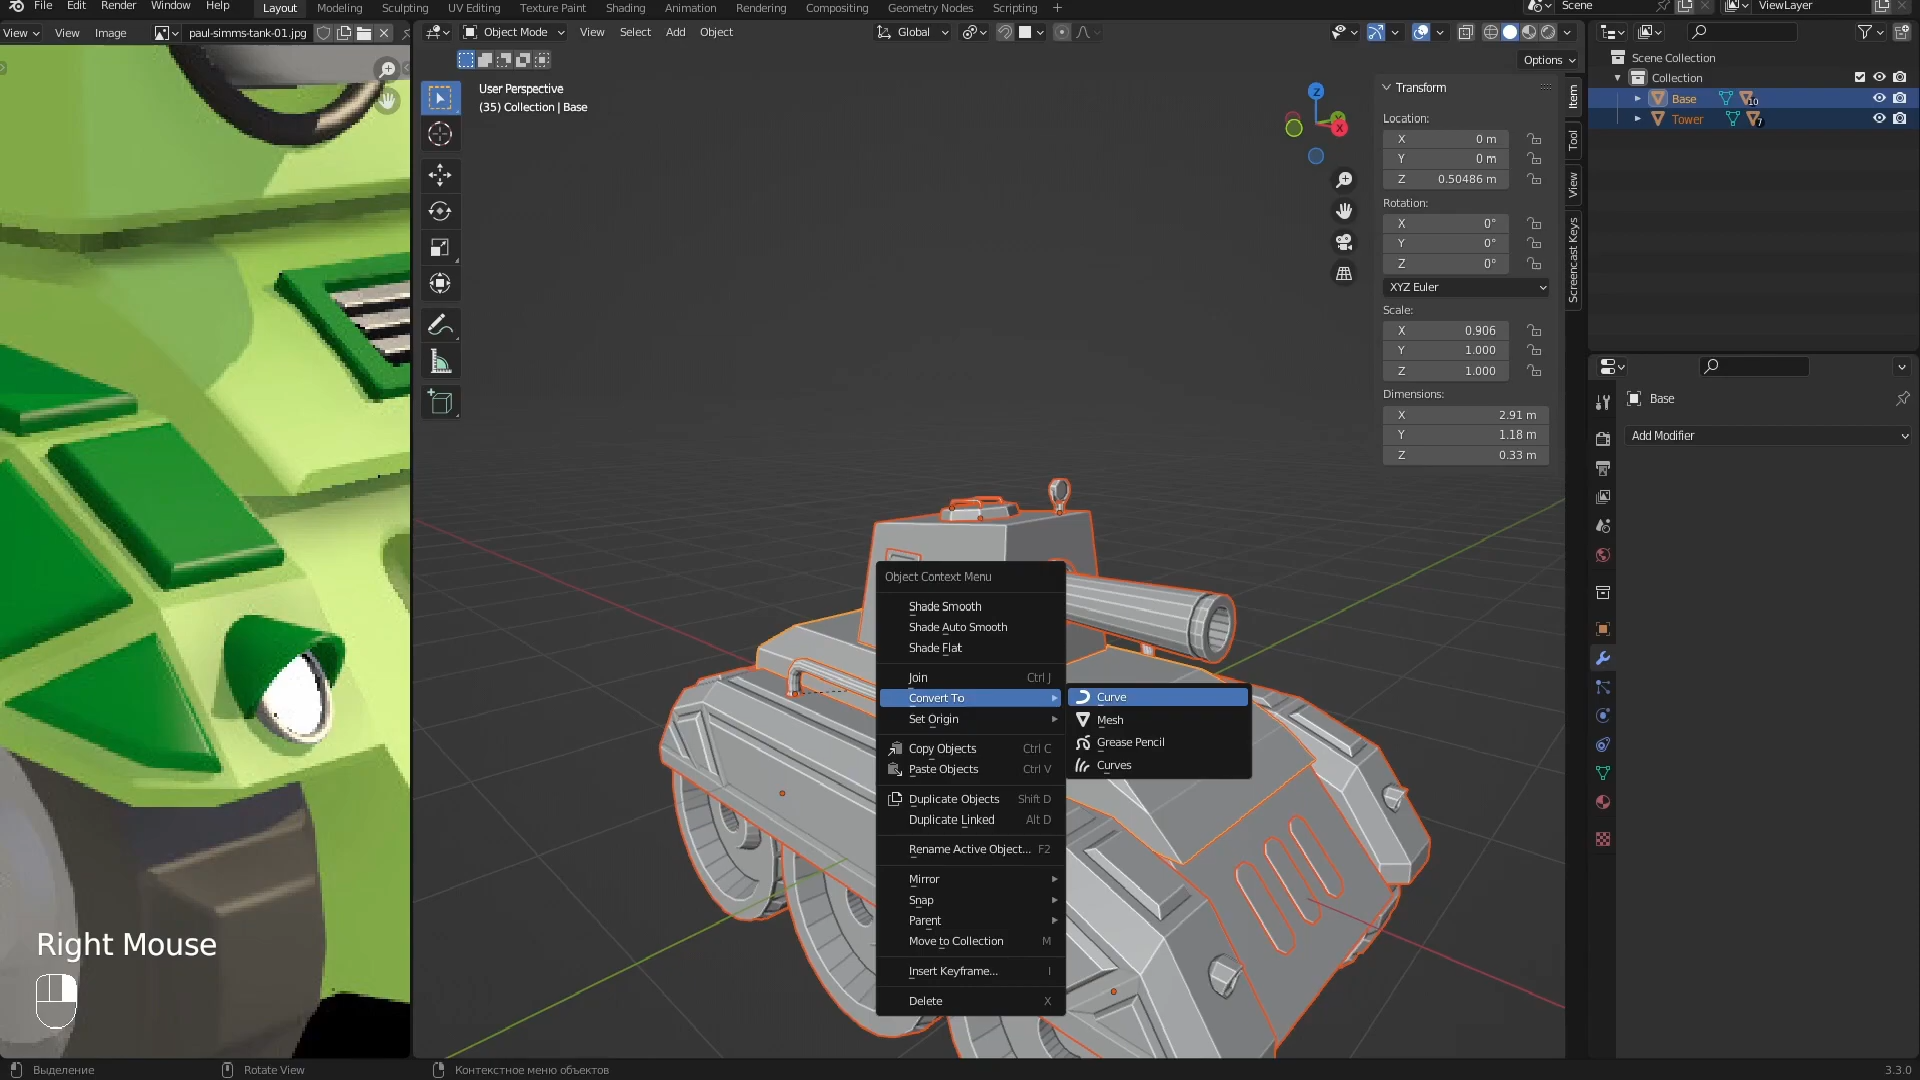 File Edit Render Window Help Layout Modeling Sculpting UV Editing Texture Paint Shading Animation Rendering Compositing Geometry Nodes Scripting + Scene ViewLayer
View View Image paul-simms-tank-01.jpg Object Mode View Select Add Object Global
Options
User Perspective
(35) Collection | Base
Z
X
Transform
Location:
X 0 m
Y 0 m
Z 0.50486 m
Rotation:
X 0°
Y 0°
Z 0°
XYZ Euler
Scale:
X 0.906
Y 1.000
Z 1.000
Dimensions:
X 2.91 m
Y 1.18 m
Z 0.33 m
Item
Tool
View
Screencast Keys
Scene Collection
Collection
Base 10
Tower 7
Base
Add Modifier
Object Context Menu
Shade Smooth
Shade Auto Smooth
Shade Flat
Join Ctrl J
Convert To
Set Origin
Copy Objects Ctrl C
Paste Objects Ctrl V
Duplicate Objects Shift D
Duplicate Linked Alt D
Rename Active Object... F2
Mirror
Snap
Parent
Move to Collection M
Insert Keyframe... I
Delete X
Curve
Mesh
Grease Pencil
Curves
Right Mouse
Выделение Rotate View Контекстное меню объектов 3.3.0